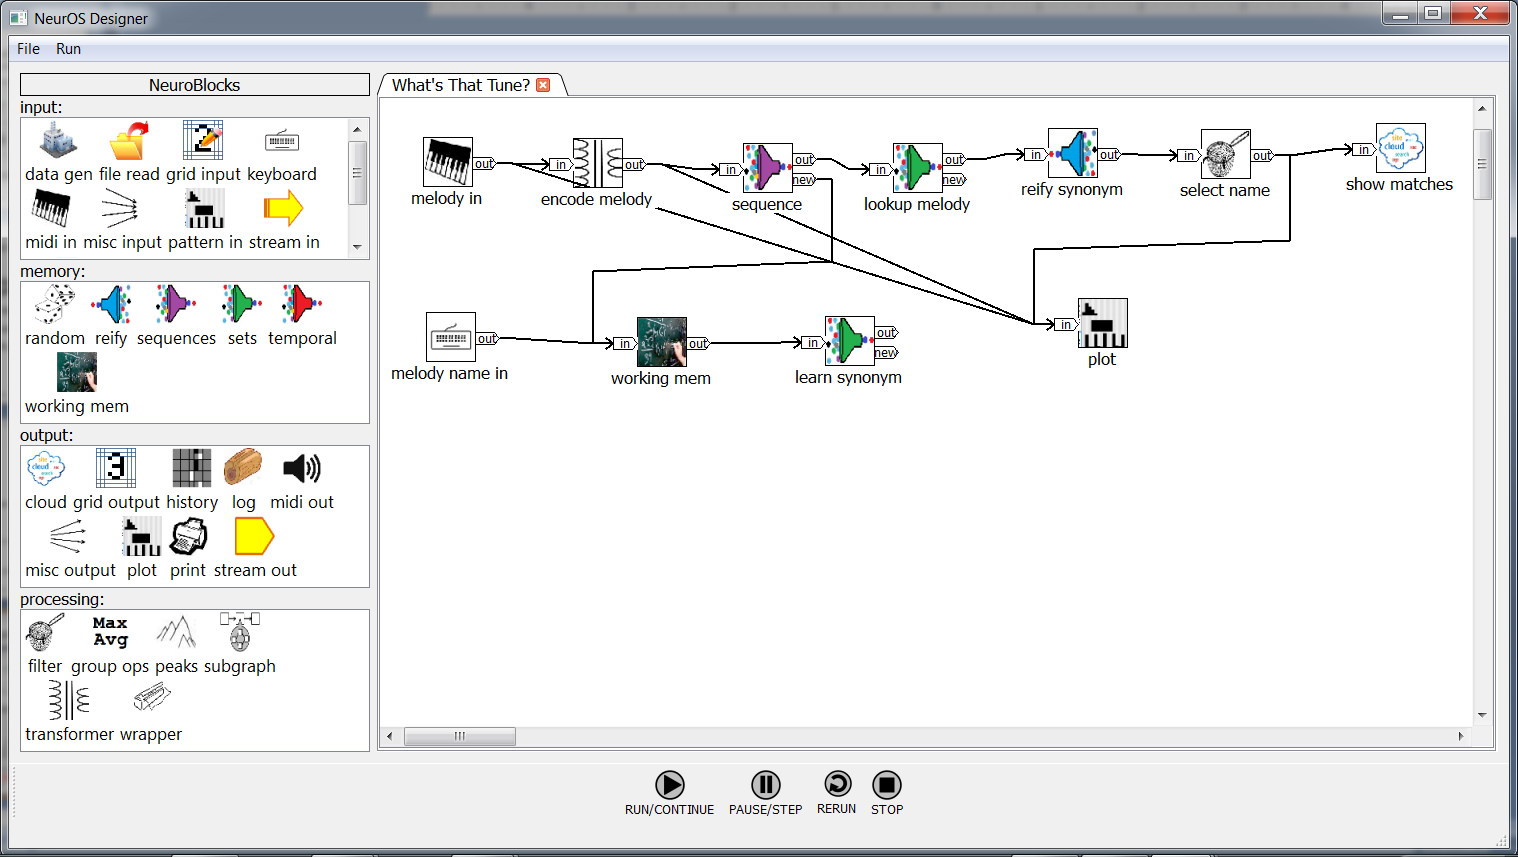 NeurOS Designer
File Run
NeuroBlocks
input:
data gen file read grid input keyboard
midi in misc input pattern in stream in
memory:
random reify sequences sets temporal
working mem
output:
cloud grid output history log midi out
misc output plot print stream out
processing:
Max
Avg
filter group ops peaks subgraph
transformer wrapper
What's That Tune?
out
melody in
in out
encode melody
in out
new
sequence
in out
new
lookup melody
in out
reify synonym
in out
select name
in
cloud
show matches
out
melody name in
in out
working mem
in out
new
learn synonym
in
plot
RUN/CONTINUE PAUSE/STEP RERUN STOP